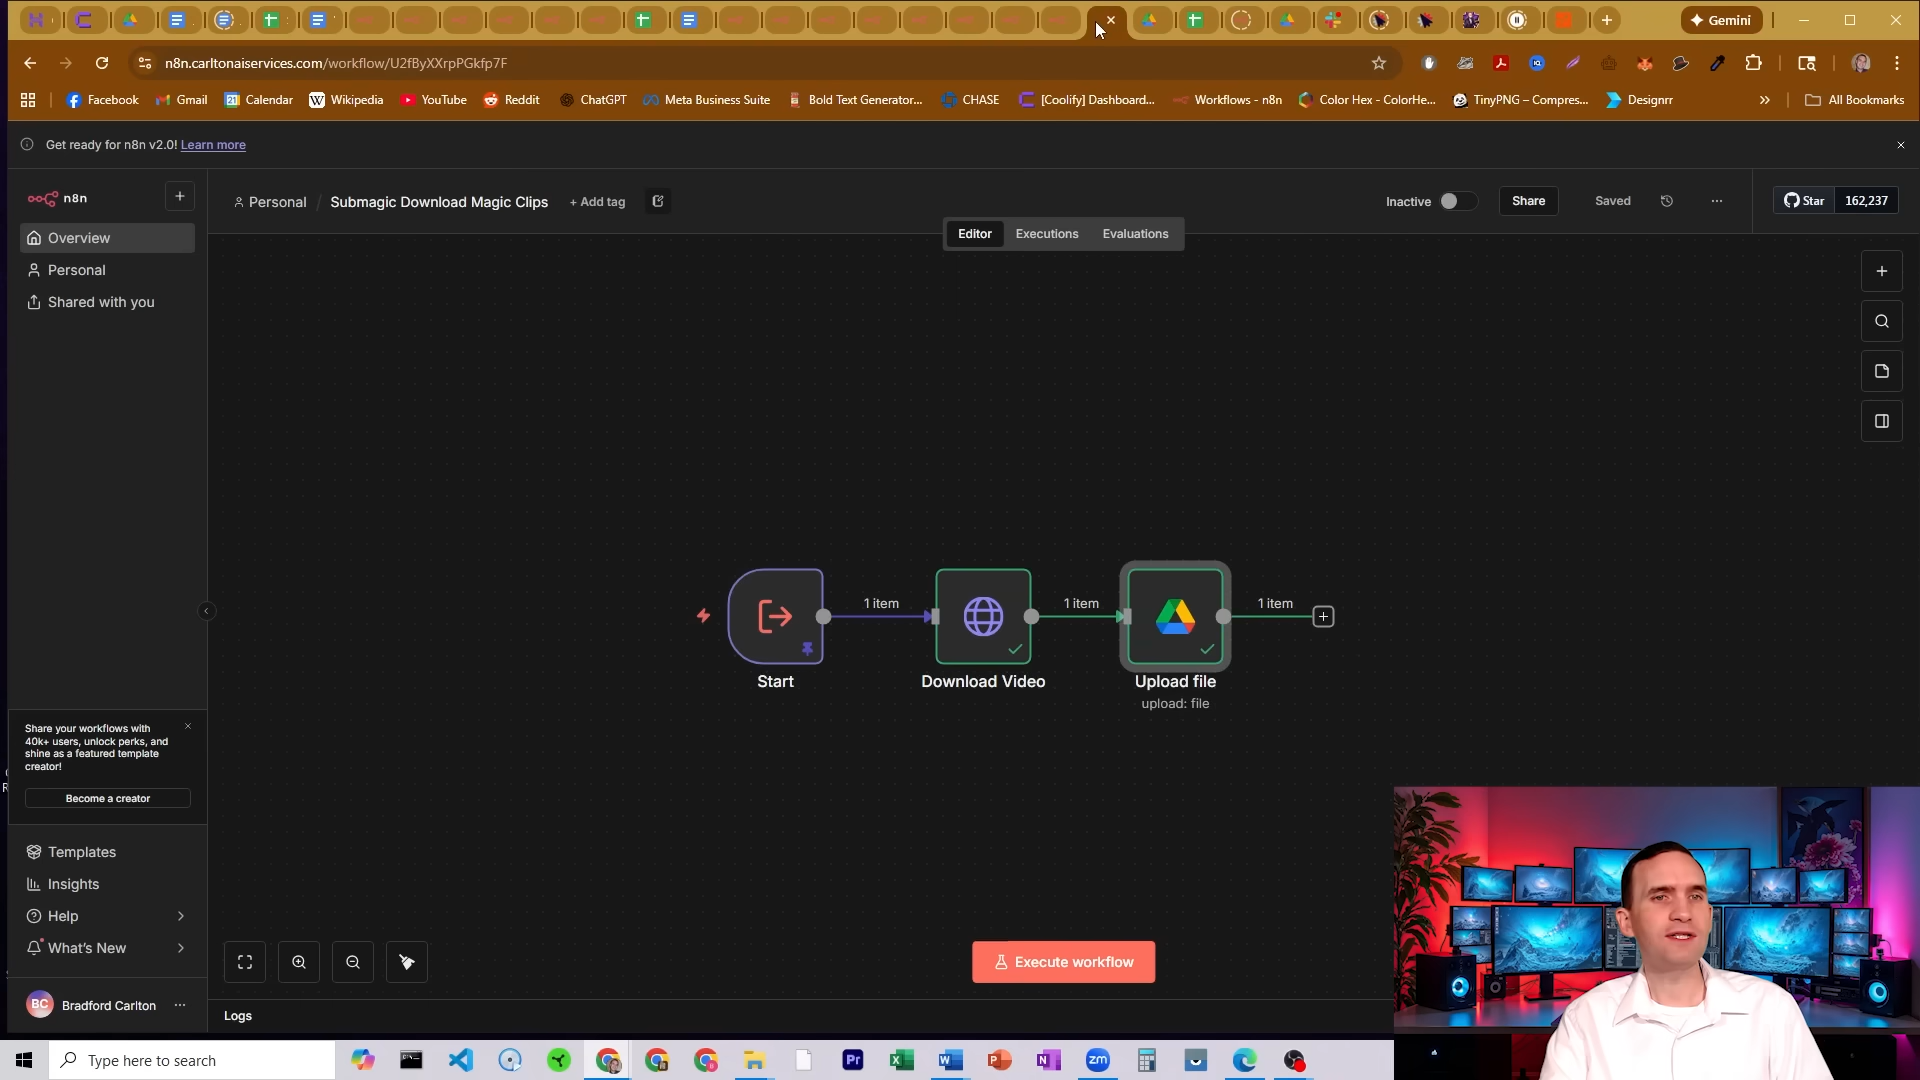 Gemini
n8n.carltonaiservices.com/workflow/U2fByXXrpPGkfp7F
Facebook
Gmail
Calendar
Wikipedia
YouTube
Reddit
ChatGPT
Meta Business Suite
Bold Text Generator...
CHASE
[Coolify] Dashboard...
Workflows - n8n
Color Hex - ColorHe...
TinyPNG – Compres...
Designrr
All Bookmarks
Get ready for n8n v2.0! Learn more
n8n
Personal / Submagic Download Magic Clips + Add tag
Inactive
Share
Saved
Star 162,237
Editor
Executions
Evaluations
Overview
Personal
Shared with you
1 item
1 item
1 item
Start
Download Video
Upload file
upload: file
Share your workflows with
40k+ users, unlock perks, and
shine as a featured template
creator!
Become a creator
Templates
Insights
Help
What's New
Execute workflow
BC Bradford Carlton
Logs
Type here to search